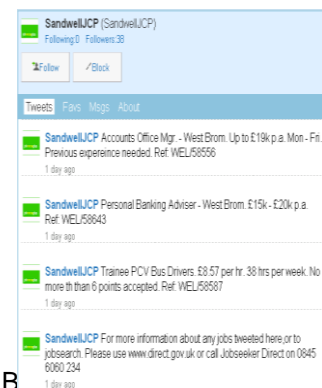 SandwellJCP (SandwellJCP)
Following:0 Followers:38
Follow Block
Tweets Favs Msgs About
SandwellJCP Accounts Office Mgr. - West Brom. Up to £19k p.a. Mon - Fri.
Previous expereince needed. Ref: WEL/58556
1 day ago
SandwellJCP Personal Banking Adviser - West Brom. £15k - £20k p.a.
Ref: WEL/58643
1 day ago
SandwellJCP Trainee PCV Bus Drivers. £8.57 per hr. 38 hrs per week. No
more th than 6 points accepted. Ref: WEL/58587
1 day ago
SandwellJCP For more information about any jobs tweeted here,or to
jobsearch. Please use www.direct.gov.uk or call Jobseeker Direct on 0845
6060 234
1 day ago
B